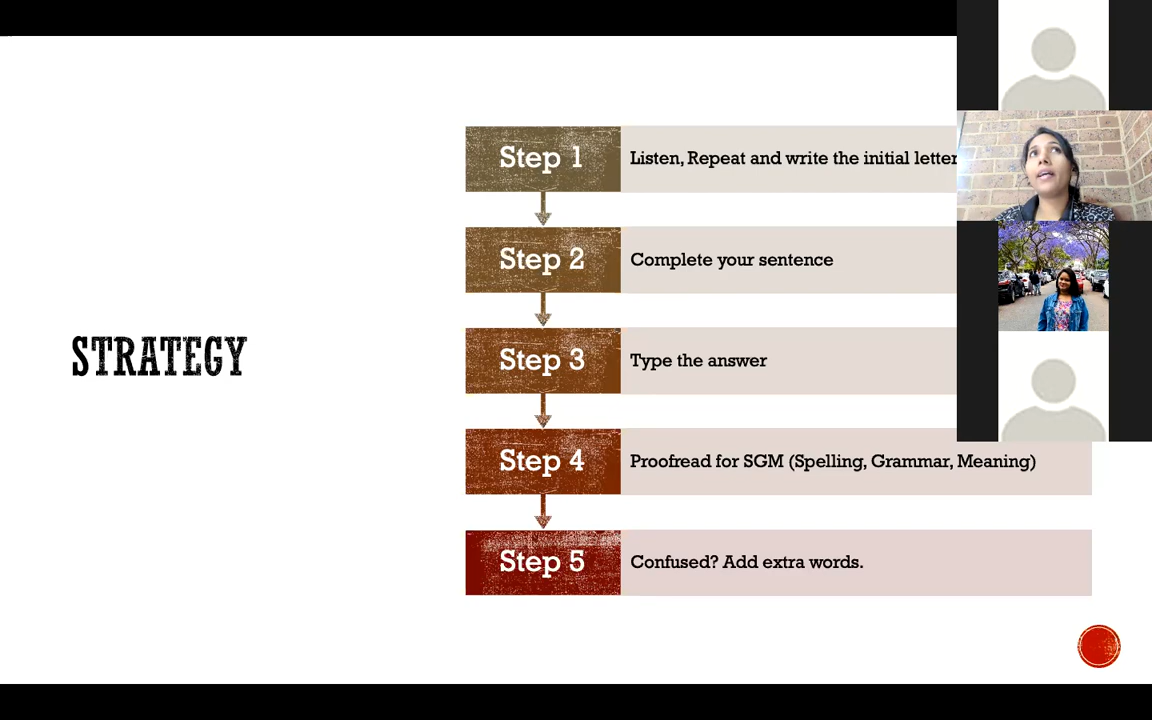 STRATEGY
Step 1
Listen, Repeat and write the initial letter
Step 2
Complete your sentence
Step 3
Type the answer
Step 4
Proofread for SGM (Spelling, Grammar, Meaning)
Step 5
Confused? Add extra words.